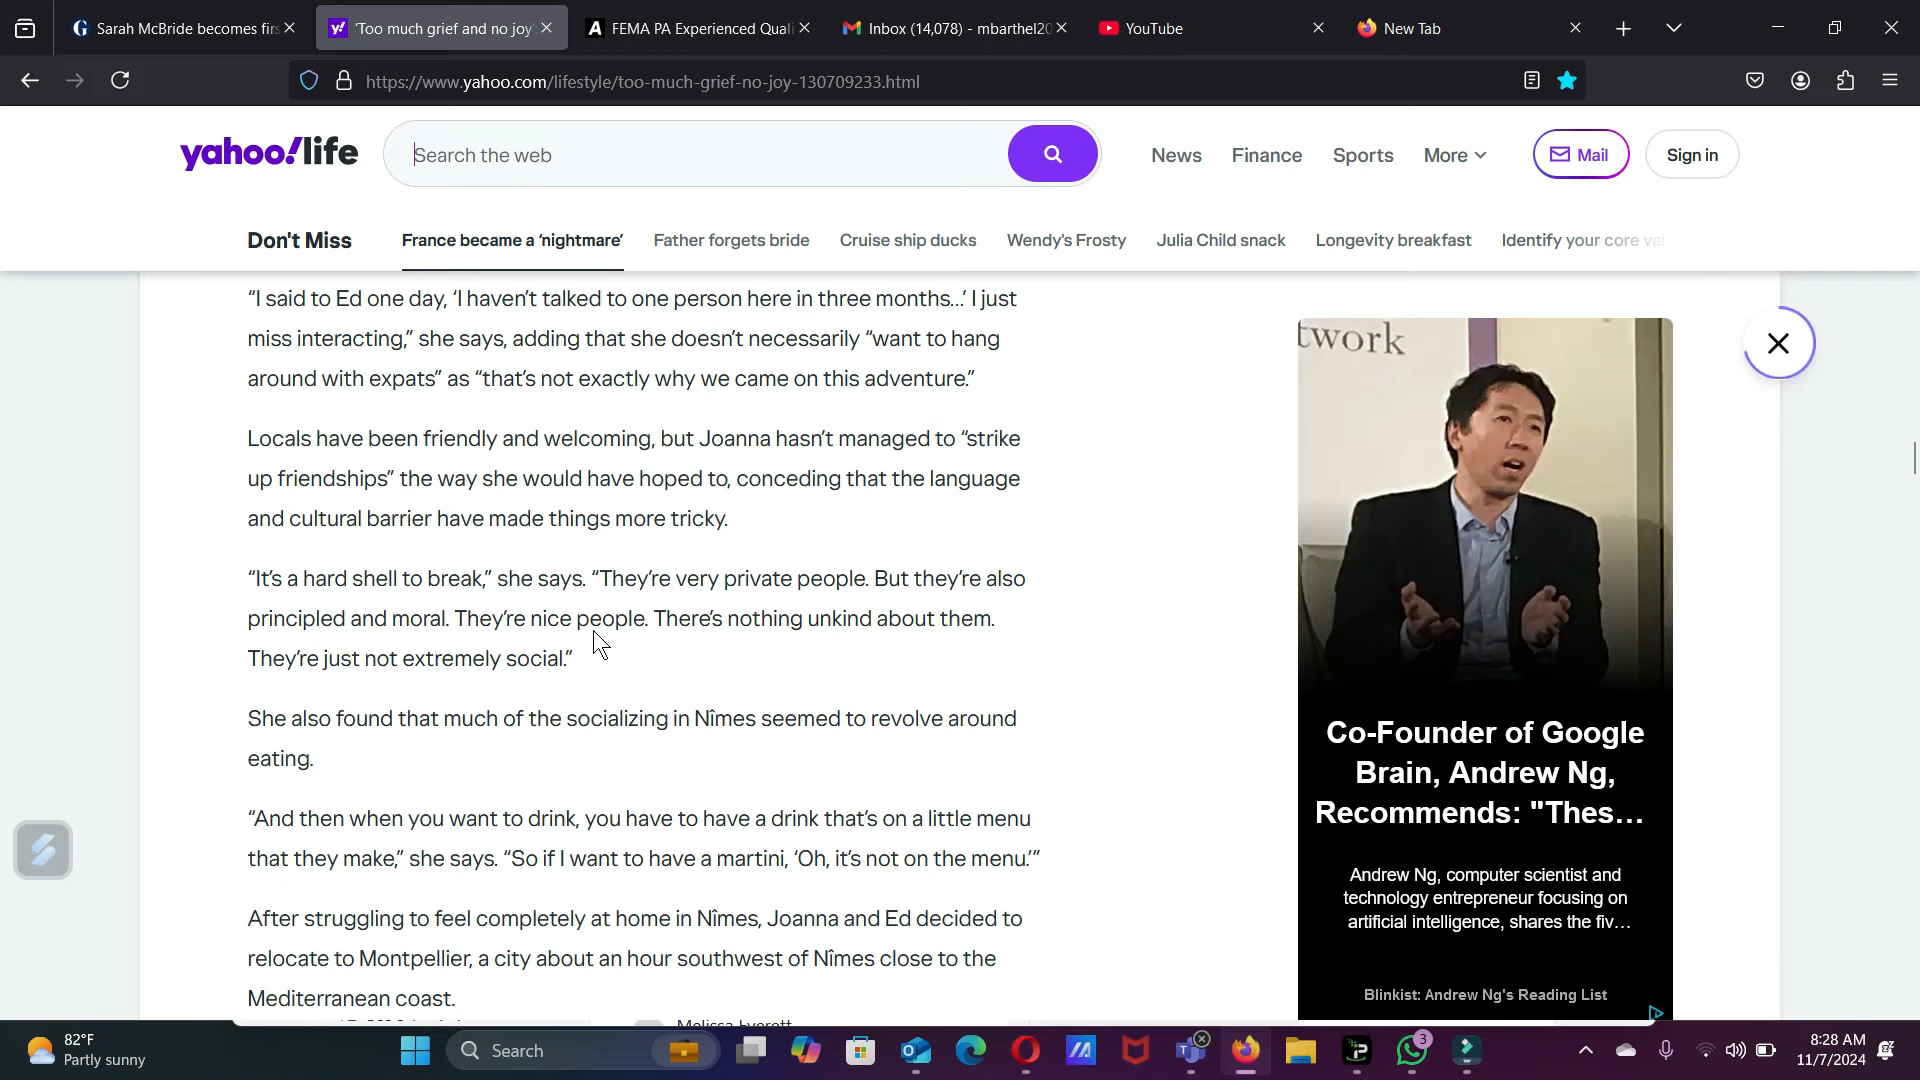 Sarah McBride becomes firs
'Too much grief and no joy'
FEMA PA Experienced Quali
Inbox (14,078) - mbarthel20
YouTube
New Tab
https://www.yahoo.com/lifestyle/too-much-grief-no-joy-130709233.html
yahoo!life
Search the web
News
Finance
Sports
More
Mail
Sign in
Don't Miss
France became a ‘nightmare’
Father forgets bride
Cruise ship ducks
Wendy's Frosty
Julia Child snack
Longevity breakfast
Identify your core val
“I said to Ed one day, ‘I haven’t talked to one person here in three months…’ I just
miss interacting,” she says, adding that she doesn’t necessarily “want to hang
around with expats” as “that’s not exactly why we came on this adventure.”
Locals have been friendly and welcoming, but Joanna hasn’t managed to “strike
up friendships” the way she would have hoped to, conceding that the language
and cultural barrier have made things more tricky.
“It’s a hard shell to break,” she says. “They’re very private people. But they’re also
principled and moral. They’re nice people. There’s nothing unkind about them.
They’re just not extremely social.”
She also found that much of the socializing in Nîmes seemed to revolve around
eating.
“And then when you want to drink, you have to have a drink that’s on a little menu
that they make,” she says. “So if I want to have a martini, ‘Oh, it’s not on the menu.’”
After struggling to feel completely at home in Nîmes, Joanna and Ed decided to
relocate to Montpellier, a city about an hour southwest of Nîmes close to the
Mediterranean coast.
twork
Co-Founder of Google
Brain, Andrew Ng,
Recommends: "Thes...
Andrew Ng, computer scientist and
technology entrepreneur focusing on
artificial intelligence, shares the fiv...
Blinkist: Andrew Ng's Reading List
Melissa Everett
82°F
Partly sunny
Search
3
8:28 AM
11/7/2024